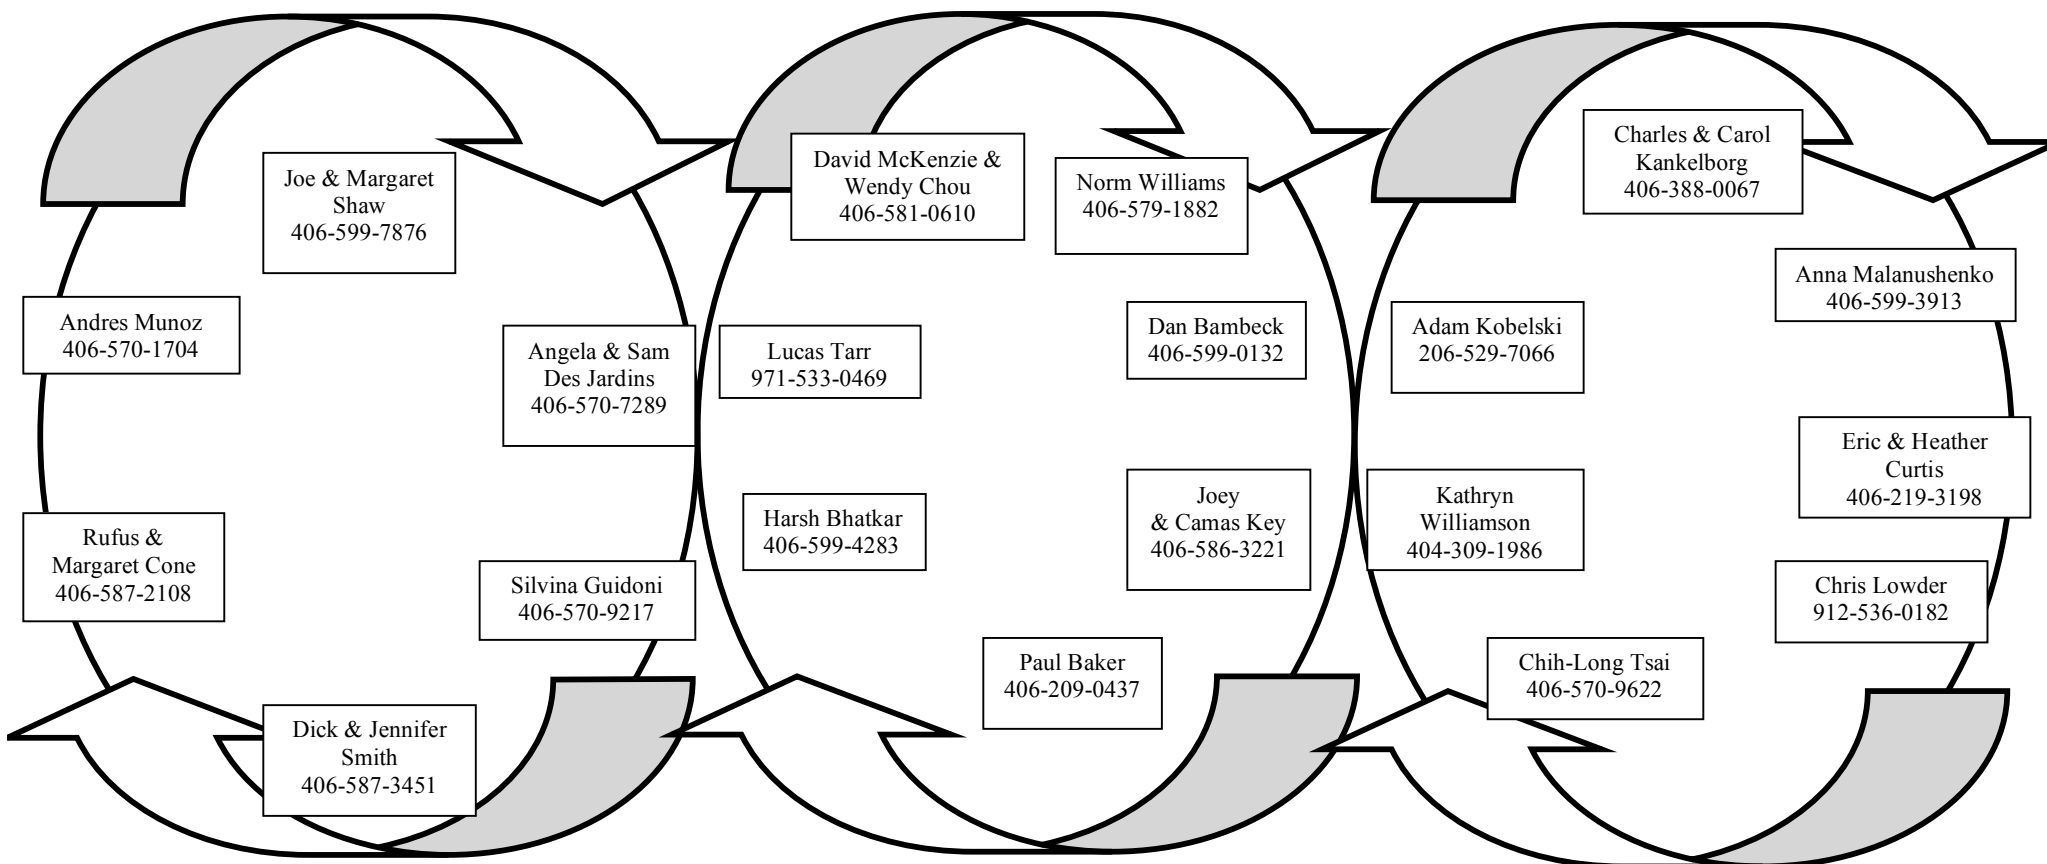 Joe & Margaret
Shaw
406-599-7876
Andres Munoz
406-570-1704
Angela & Sam
Des Jardins
406-570-7289
Rufus &
Margaret Cone
406-587-2108
Silvina Guidoni
406-570-9217
Dick & Jennifer
Smith
406-587-3451
David McKenzie &
Wendy Chou
406-581-0610
Norm Williams
406-579-1882
Lucas Tarr
971-533-0469
Dan Bambeck
406-599-0132
Harsh Bhatkar
406-599-4283
Joey
& Camas Key
406-586-3221
Paul Baker
406-209-0437
Charles & Carol
Kankelborg
406-388-0067
Anna Malanushenko
406-599-3913
Adam Kobelski
206-529-7066
Eric & Heather
Curtis
406-219-3198
Kathryn
Williamson
404-309-1986
Chris Lowder
912-536-0182
Chih-Long Tsai
406-570-9622